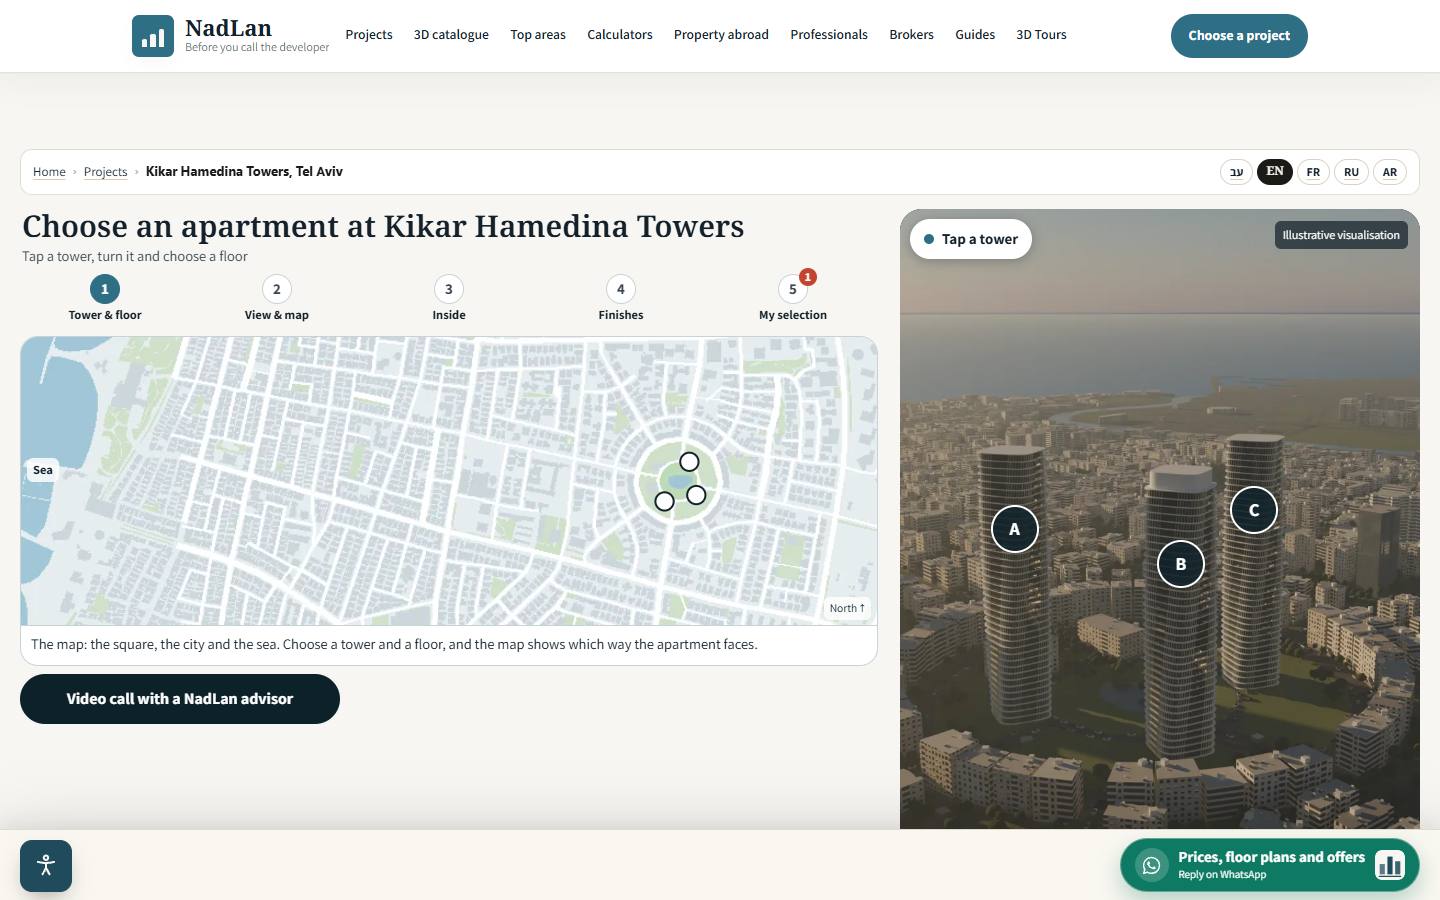 NadLan
Before you call the developer
Projects
3D catalogue
Top areas
Calculators
Property abroad
Professionals
Brokers
Guides
3D Tours
Choose a project
Home › Projects › Kikar Hamedina Towers, Tel Aviv
עב
EN
FR
RU
AR
Choose an apartment at Kikar Hamedina Towers
Tap a tower, turn it and choose a floor
1
Tower & floor
2
View & map
3
Inside
4
Finishes
5
1
My selection
Sea
North ↑
The map: the square, the city and the sea. Choose a tower and a floor, and the map shows which way the apartment faces.
Video call with a NadLan advisor
Tap a tower
Illustrative visualisation
A
B
C
Prices, floor plans and offers
Reply on WhatsApp